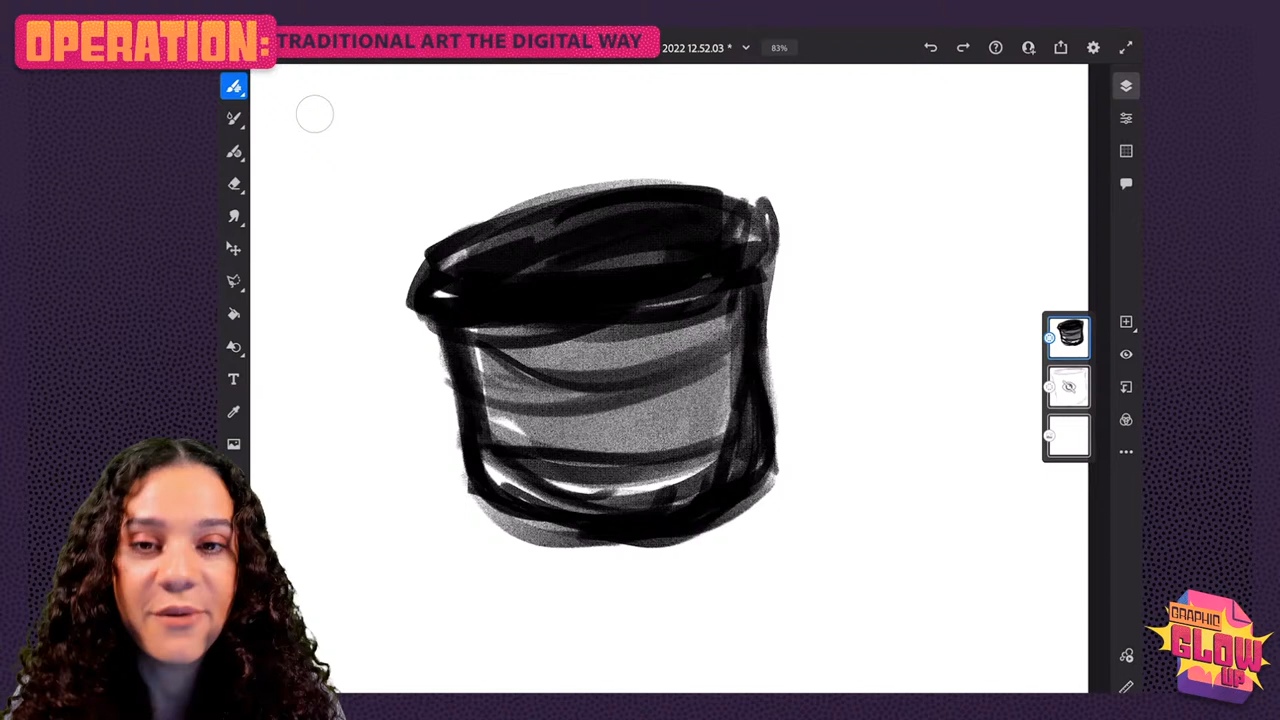 OPERATION:
TRADITIONAL ART THE DIGITAL WAY
2022 12.52.03 *
83%
T
GRAPHIC
GLOW
UP